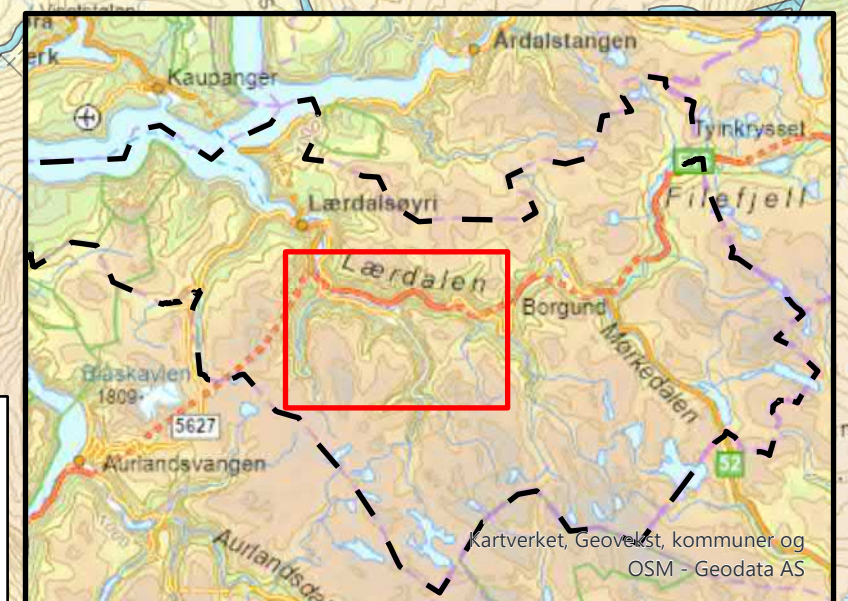 Årdalstangen
Kaupanger
Tyinkrysset
Filefjell
Lærdalsøyri
Lærdalen
Borgund
Mørkedalen
Blåskavlen
1809
5627
Aurlandsvangen
52
Aurlandsda
Kartverket, Geovekst, kommuner og
OSM - Geodata AS